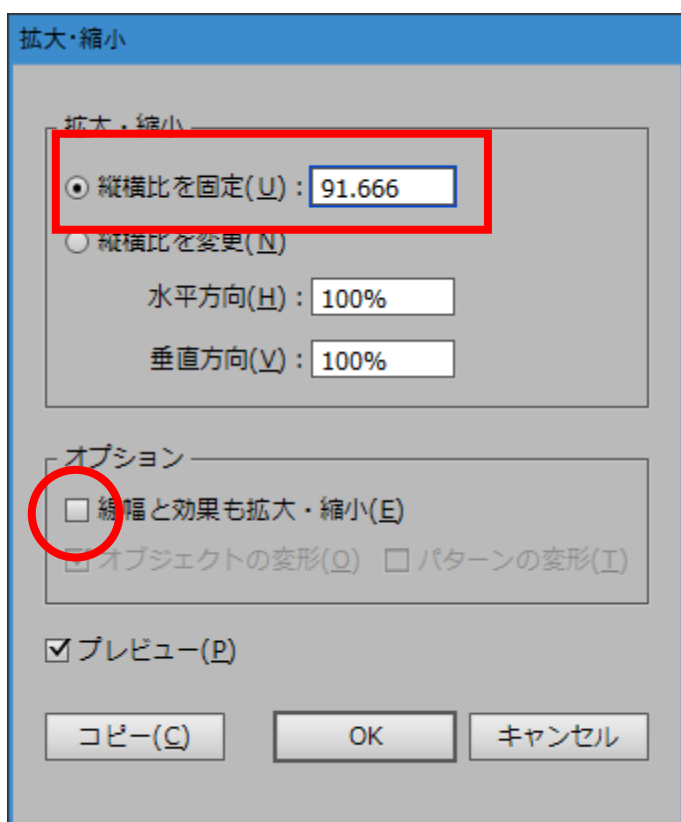 拡大・縮小
拡大・縮小
縦横比を固定(U)：91.666
縦横比を変更(N)
水平方向(H)：100%
垂直方向(V)：100%
オプション
線幅と効果も拡大・縮小(E)
オブジェクトの変形(O) パターンの変形(T)
プレビュー(P)
コピー(C) OK キャンセル